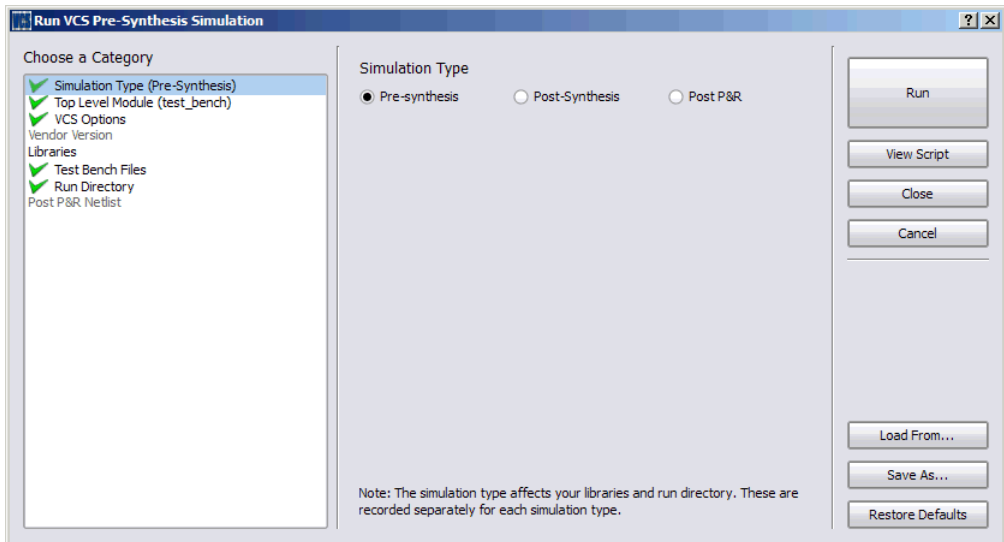 Run VCS Pre-Synthesis Simulation
Choose a Category
Simulation Type (Pre-Synthesis)
Top Level Module (test_bench)
VCS Options
Vendor Version
Libraries
Test Bench Files
Run Directory
Post P&R Netlist
Simulation Type
Pre-synthesis
Post-Synthesis
Post P&R
Note: The simulation type affects your libraries and run directory. These are
recorded separately for each simulation type.
Run
View Script
Close
Cancel
Load From...
Save As...
Restore Defaults